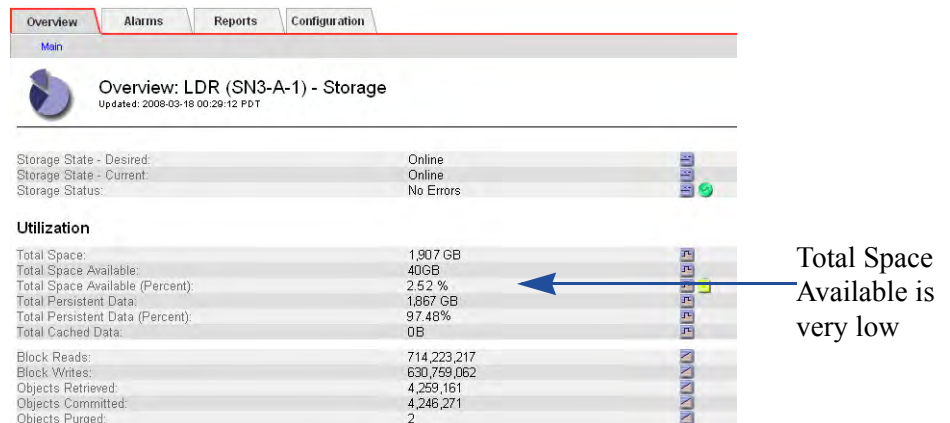 Overview Alarms Reports Configuration
Main
Overview: LDR (SN3-A-1) - Storage
Updated: 2008-03-18 00:29:12 PDT
Storage State - Desired: Online
Storage State - Current: Online
Storage Status: No Errors
Utilization
Total Space: 1,907 GB
Total Space Available: 40GB
Total Space Available (Percent): 2.52 %
Total Persistent Data: 1,867 GB
Total Persistent Data (Percent): 97.48%
Total Cached Data: 0B
Block Reads: 714,223,217
Block Writes: 630,759,062
Objects Retrieved: 4,259,161
Objects Committed: 4,246,271
Objects Purged: 2
Total Space
Available is
very low